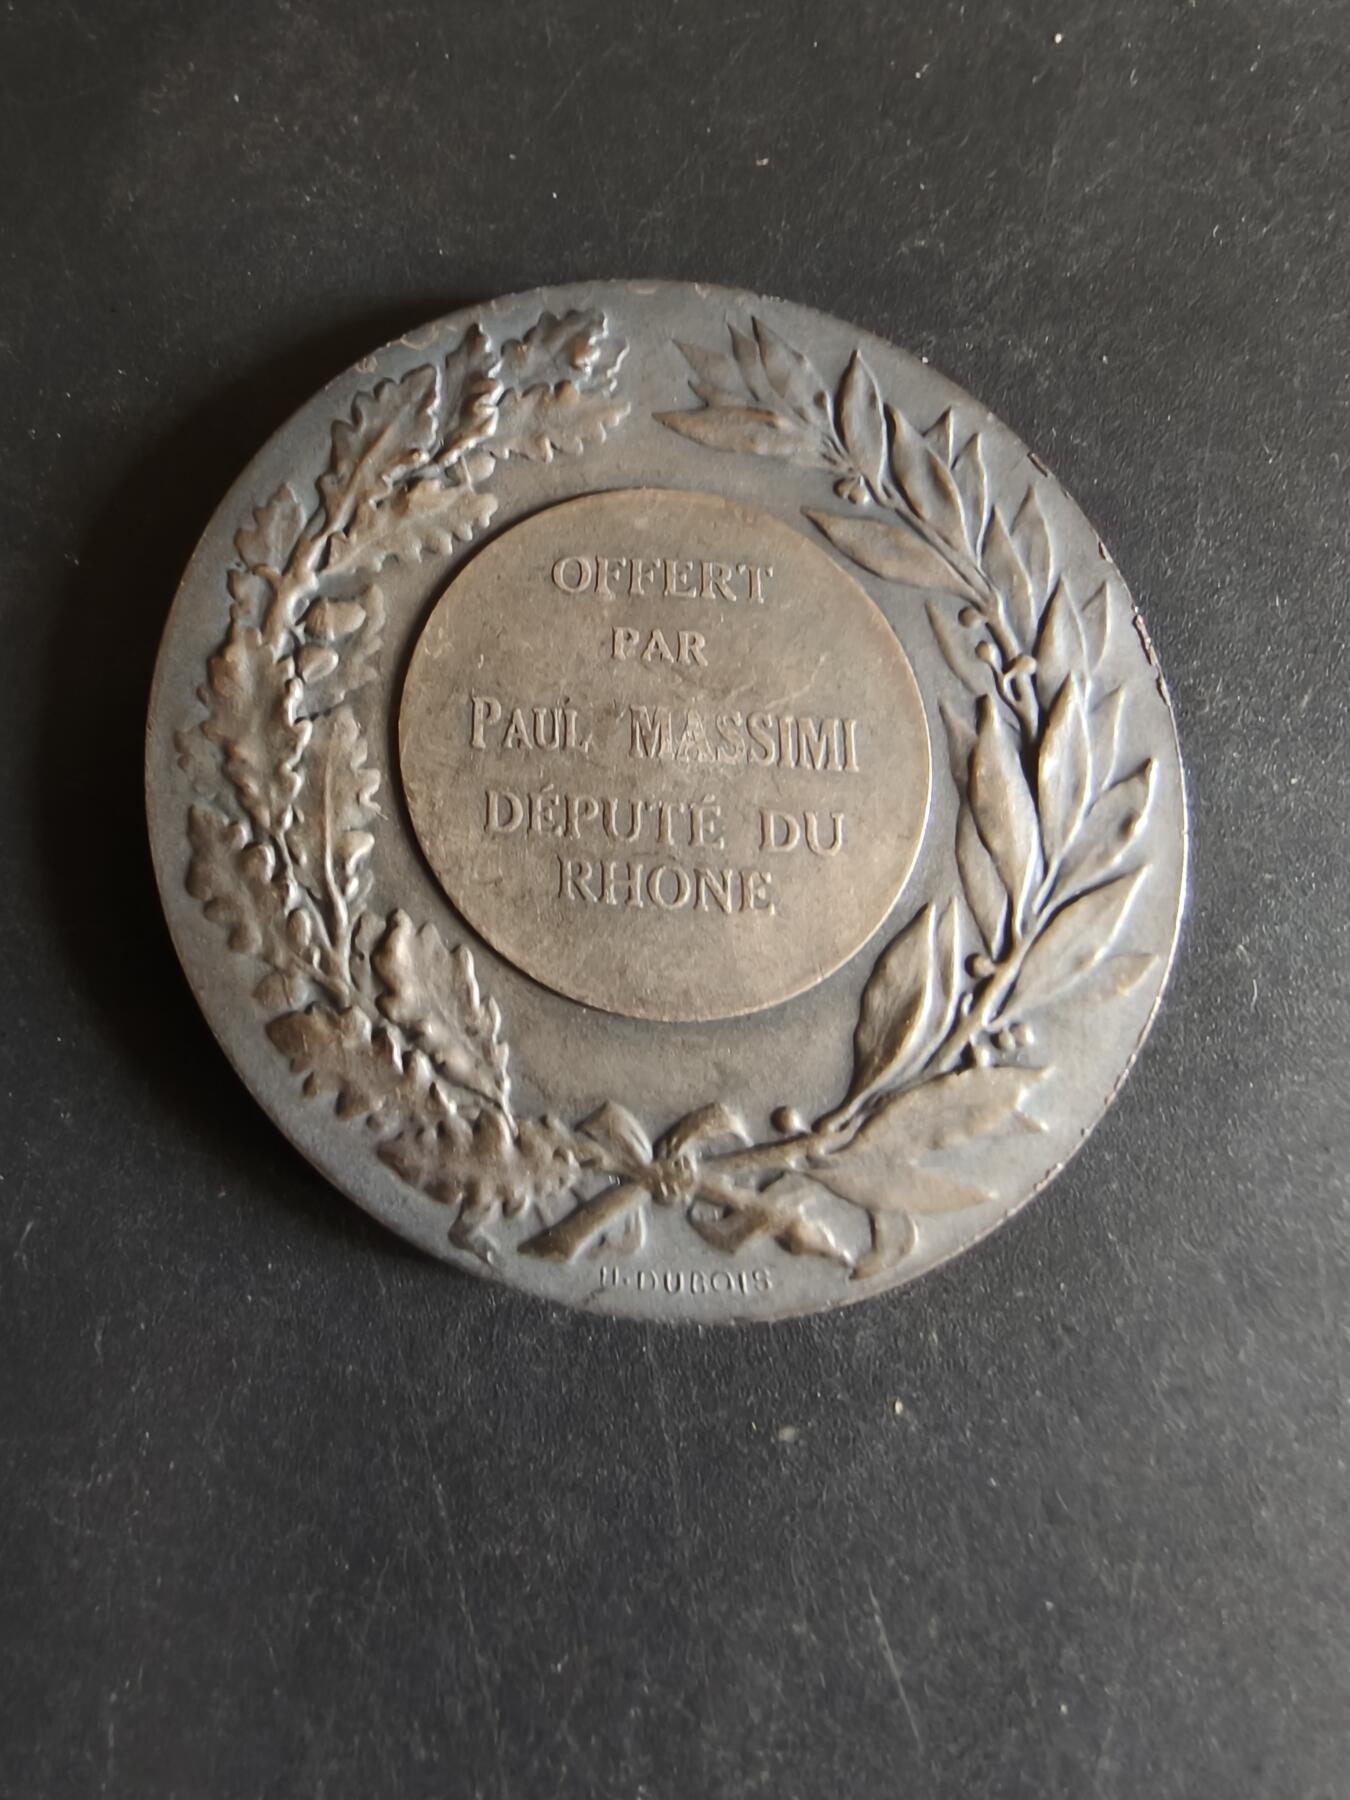 OFFERT
PAR
PAUL MASSIMI
DÉPUTÉ DU
RHONE
H. DUBOIS